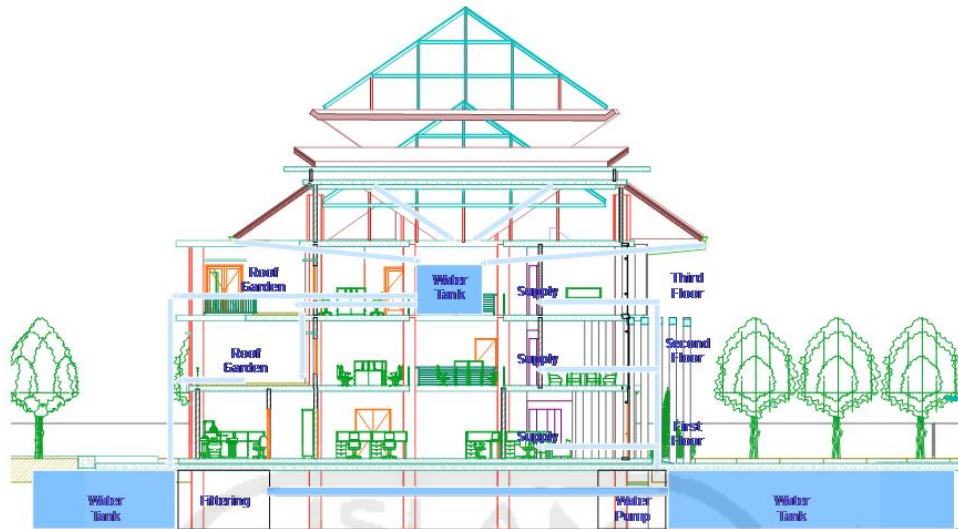 Roof
Garden
Water
Tank
Supply
Third
Floor
Roof
Garden
Supply
Second
Floor
Supply
First
Floor
Water
Tank
Filtering
Water
Pump
Water
Tank
ISLAM